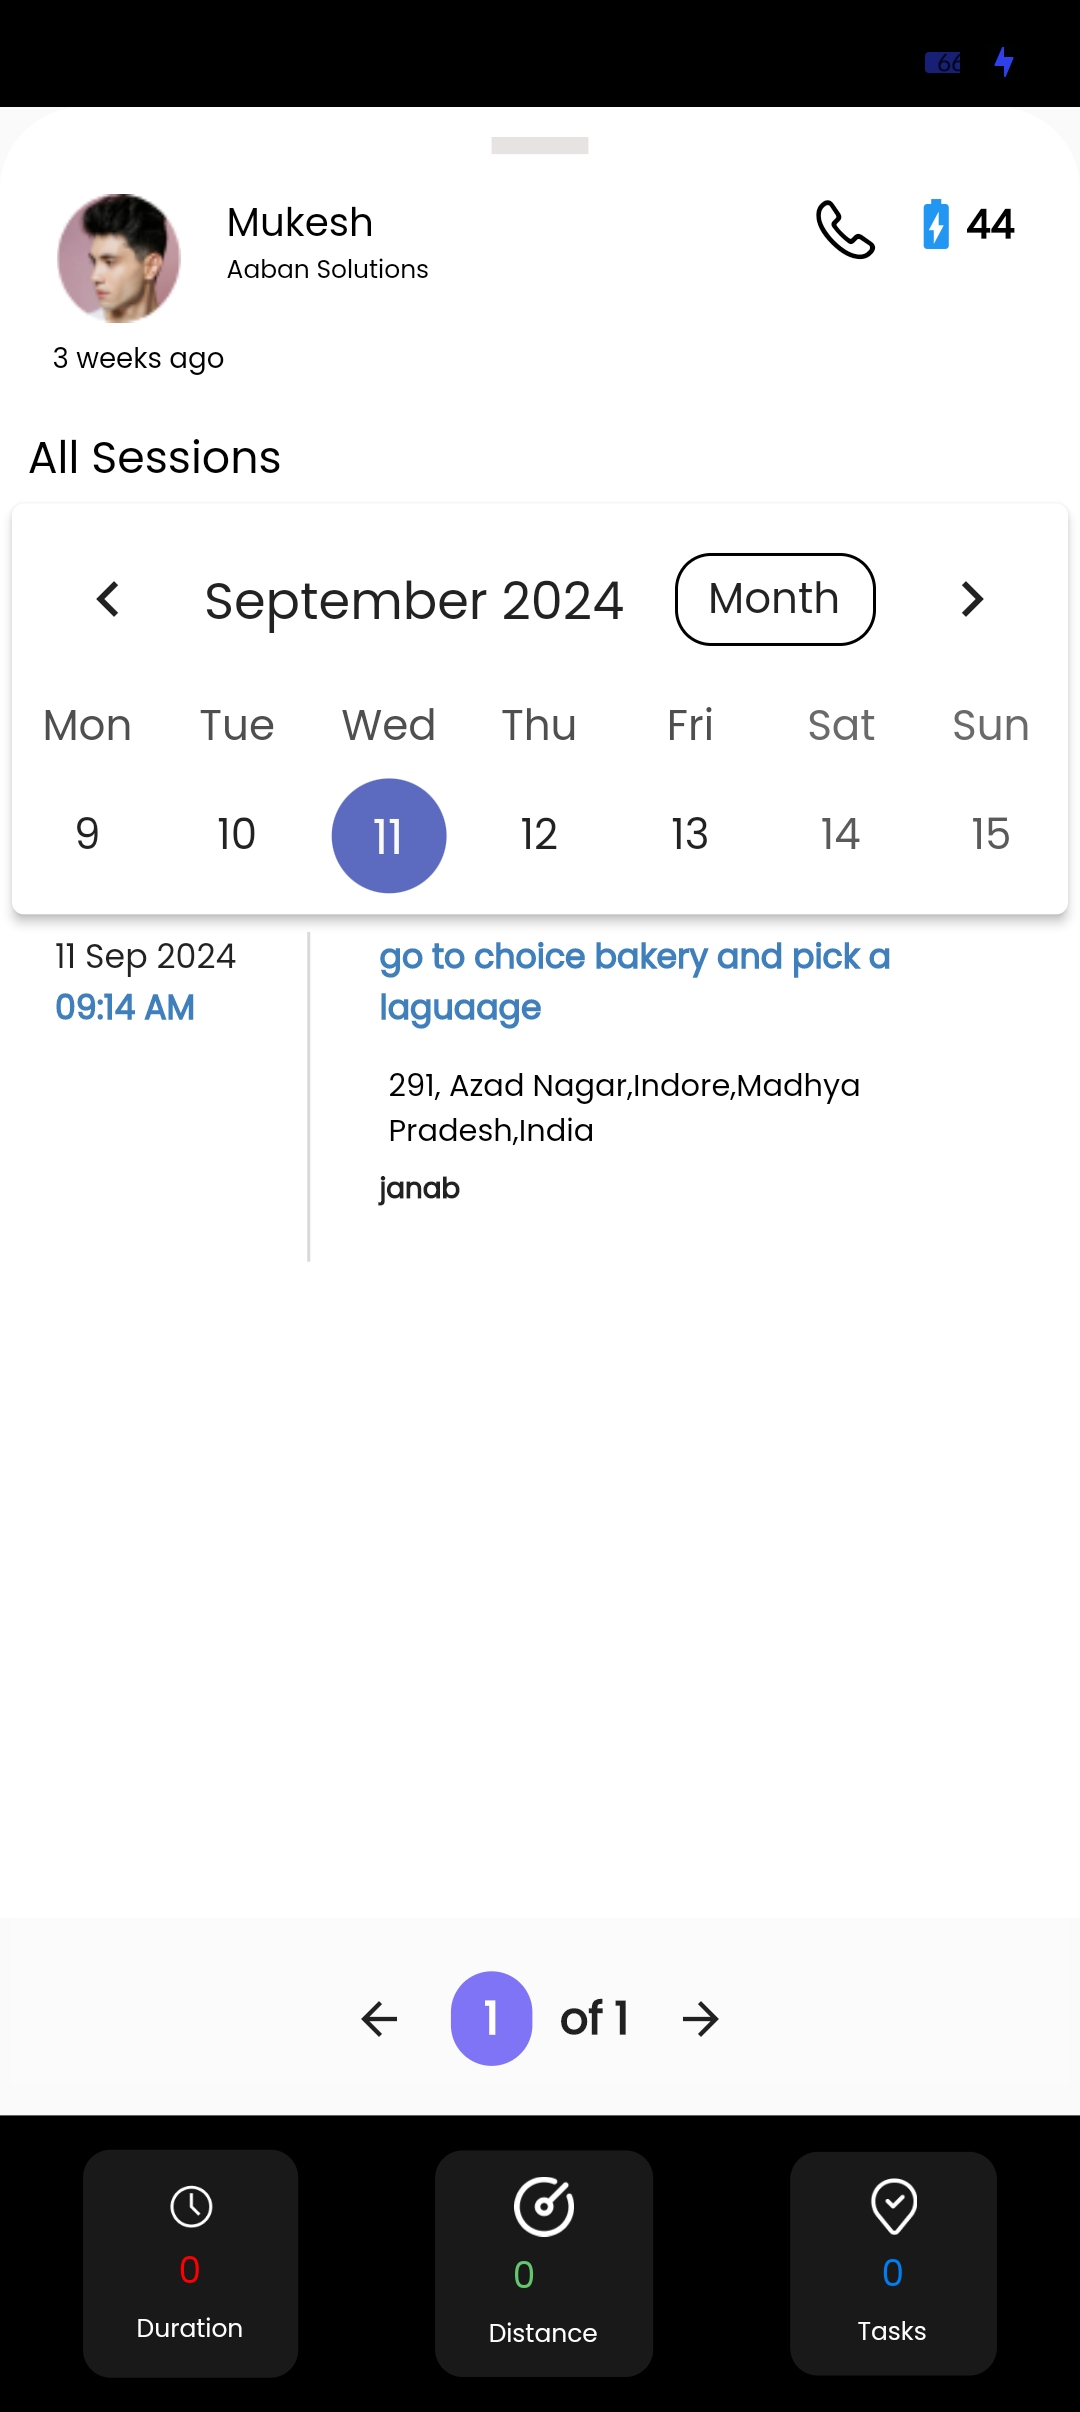 66
Mukesh
44
Aaban Solutions
3 weeks ago
All Sessions
September 2024
Month
Mon Tue Wed Thu Fri Sat Sun
9 10 11 12 13 14 15
11 Sep 2024
09:14 AM
go to choice bakery and pick a
laguaage
291, Azad Nagar,Indore,Madhya
Pradesh,India
janab
1 of 1
0
Duration
0
Distance
0
Tasks